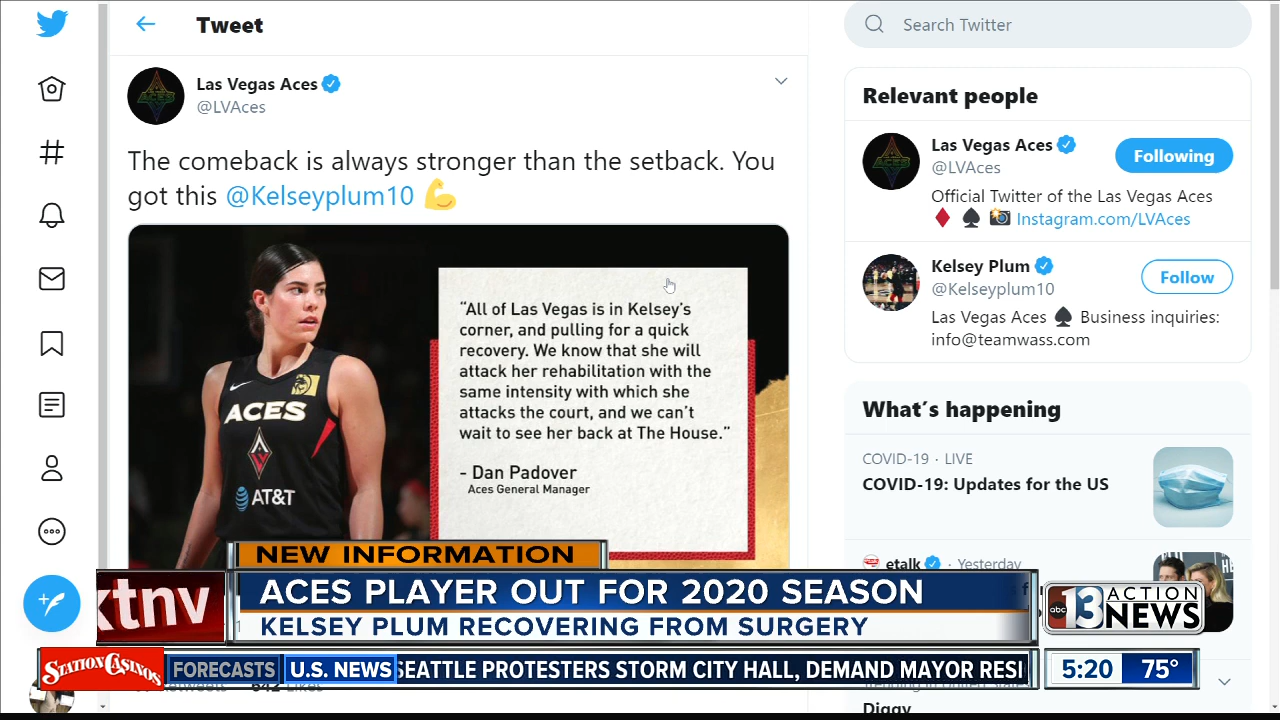 Tweet
Search Twitter
Las Vegas Aces
@LVAces
The comeback is always stronger than the setback. You
got this @Kelseyplum10 💪
ACES
AT&T
“All of Las Vegas is in Kelsey’s
corner, and pulling for a quick
recovery. We know that she will
attack her rehabilitation with the
same intensity with which she
attacks the court, and we can’t
wait to see her back at The House.”
- Dan Padover
Aces General Manager
Relevant people
Las Vegas Aces
@LVAces
Following
Official Twitter of the Las Vegas Aces
♦️ ♠️ 📸 Instagram.com/LVAces
Kelsey Plum
@Kelseyplum10
Follow
Las Vegas Aces ♠️ Business inquiries:
info@teamwass.com
What’s happening
COVID-19 · LIVE
COVID-19: Updates for the US
etalk · Yesterday
NEW INFORMATION
ACES PLAYER OUT FOR 2020 SEASON
KELSEY PLUM RECOVERING FROM SURGERY
ktnv
abc 13 ACTION NEWS
STATION CASINOS
FORECASTS U.S. NEWS SEATTLE PROTESTERS STORM CITY HALL, DEMAND MAYOR RESI
5:20 75°
Diggy